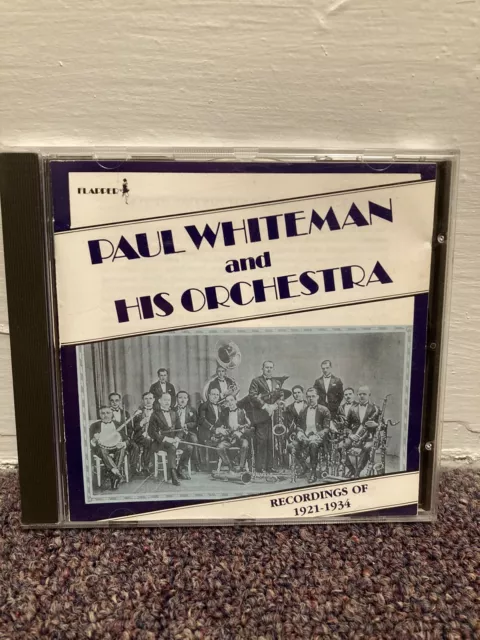 FLAPPER
PAUL WHITEMAN
and
HIS ORCHESTRA
RECORDINGS OF
1921-1934